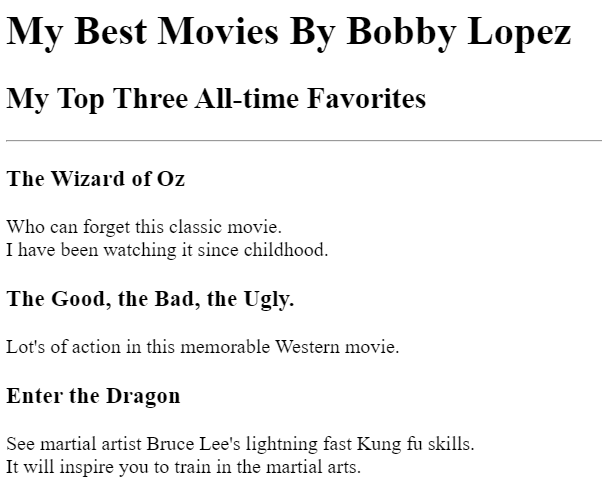 My Best Movies By Bobby Lopez
My Top Three All-time Favorites
The Wizard of Oz
Who can forget this classic movie.
I have been watching it since childhood.
The Good, the Bad, the Ugly.
Lot's of action in this memorable Western movie.
Enter the Dragon
See martial artist Bruce Lee's lightning fast Kung fu skills.
It will inspire you to train in the martial arts.